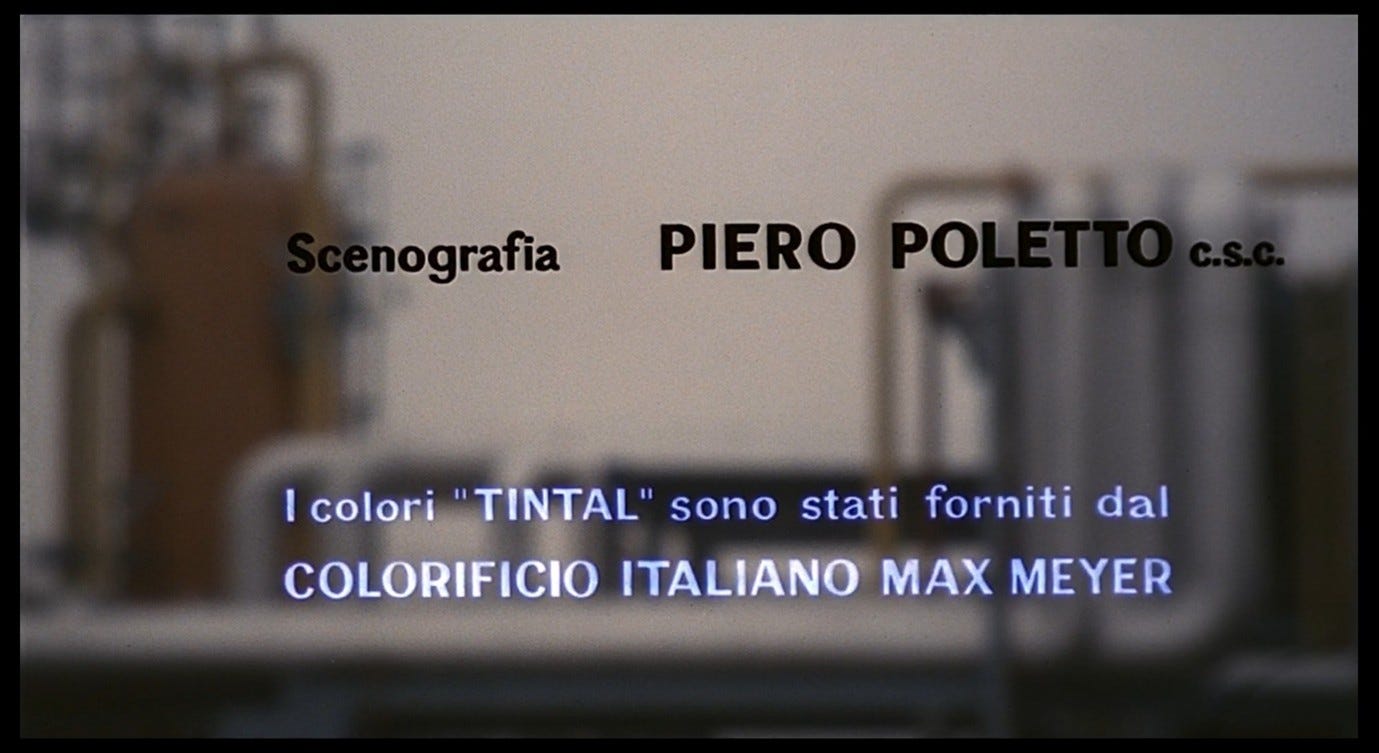 Scenografia PIERO POLETTO c.s.c.
I colori "TINTAL" sono stati forniti dal
COLORIFICIO ITALIANO MAX MEYER